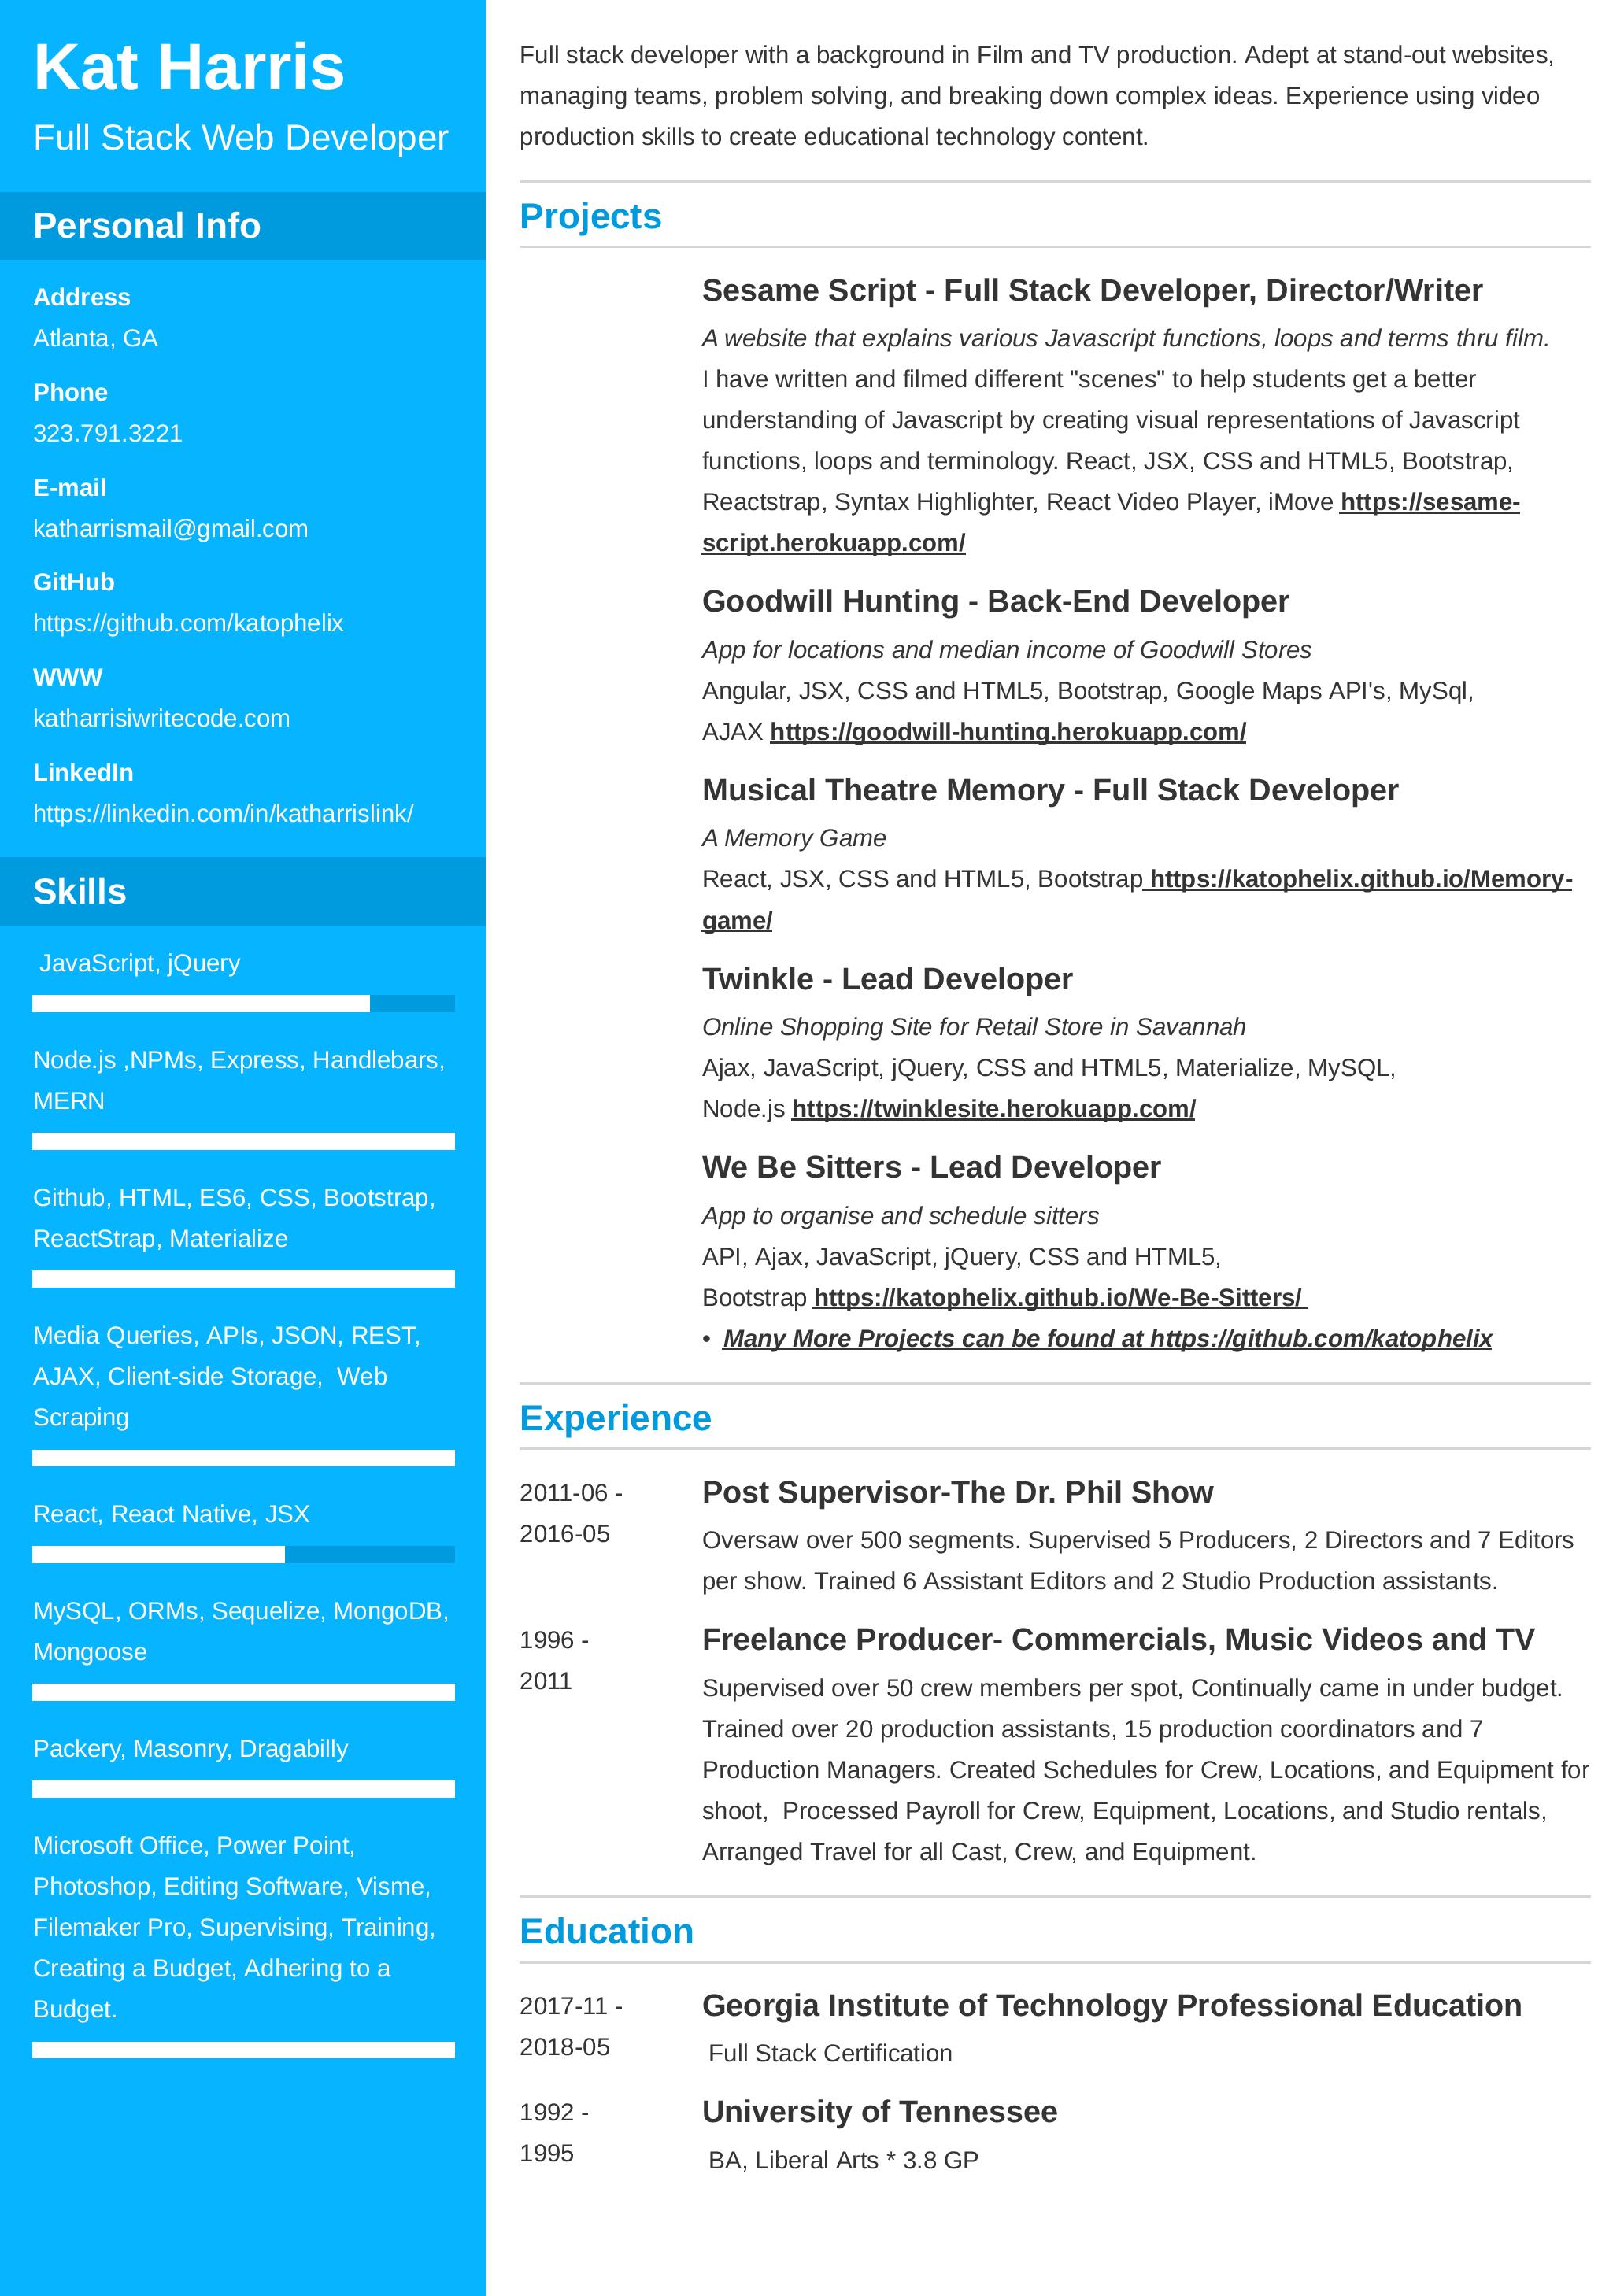 Kat Harris
Full Stack Web Developer
Personal Info
Address
Atlanta, GA
Phone
323.791.3221
E-mail
katharrismail@gmail.com
GitHub
https://github.com/katophelix
WWW
katharrisiwritecode.com
LinkedIn
https://linkedin.com/in/katharrislink/
Skills
JavaScript, jQuery
Node.js ,NPMs, Express, Handlebars,
MERN
Github, HTML, ES6, CSS, Bootstrap,
ReactStrap, Materialize
Media Queries, APIs, JSON, REST,
AJAX, Client-side Storage,  Web
Scraping
React, React Native, JSX
MySQL, ORMs, Sequelize, MongoDB,
Mongoose
Packery, Masonry, Dragabilly
Microsoft Office, Power Point,
Photoshop, Editing Software, Visme,
Filemaker Pro, Supervising, Training,
Creating a Budget, Adhering to a
Budget.
Full stack developer with a background in Film and TV production. Adept at stand-out websites,
managing teams, problem solving, and breaking down complex ideas. Experience using video
production skills to create educational technology content.
Projects
Sesame Script - Full Stack Developer, Director/Writer
A website that explains various Javascript functions, loops and terms thru film.
I have written and filmed different "scenes" to help students get a better
understanding of Javascript by creating visual representations of Javascript
functions, loops and terminology. React, JSX, CSS and HTML5, Bootstrap,
Reactstrap, Syntax Highlighter, React Video Player, iMove https://sesame-
script.herokuapp.com/
Goodwill Hunting - Back-End Developer
App for locations and median income of Goodwill Stores
Angular, JSX, CSS and HTML5, Bootstrap, Google Maps API's, MySql,
AJAX https://goodwill-hunting.herokuapp.com/
Musical Theatre Memory - Full Stack Developer
A Memory Game
React, JSX, CSS and HTML5, Bootstrap https://katophelix.github.io/Memory-
game/
Twinkle - Lead Developer
Online Shopping Site for Retail Store in Savannah
Ajax, JavaScript, jQuery, CSS and HTML5, Materialize, MySQL,
Node.js https://twinklesite.herokuapp.com/
We Be Sitters - Lead Developer
App to organise and schedule sitters
API, Ajax, JavaScript, jQuery, CSS and HTML5,
Bootstrap https://katophelix.github.io/We-Be-Sitters/
• Many More Projects can be found at https://github.com/katophelix
Experience
2011-06 -
2016-05
Post Supervisor-The Dr. Phil Show
Oversaw over 500 segments. Supervised 5 Producers, 2 Directors and 7 Editors
per show. Trained 6 Assistant Editors and 2 Studio Production assistants.
1996 -
2011
Freelance Producer- Commercials, Music Videos and TV
Supervised over 50 crew members per spot, Continually came in under budget.
Trained over 20 production assistants, 15 production coordinators and 7
Production Managers. Created Schedules for Crew, Locations, and Equipment for
shoot,  Processed Payroll for Crew, Equipment, Locations, and Studio rentals,
Arranged Travel for all Cast, Crew, and Equipment.
Education
2017-11 -
2018-05
Georgia Institute of Technology Professional Education
Full Stack Certification
1992 -
1995
University of Tennessee
BA, Liberal Arts * 3.8 GP